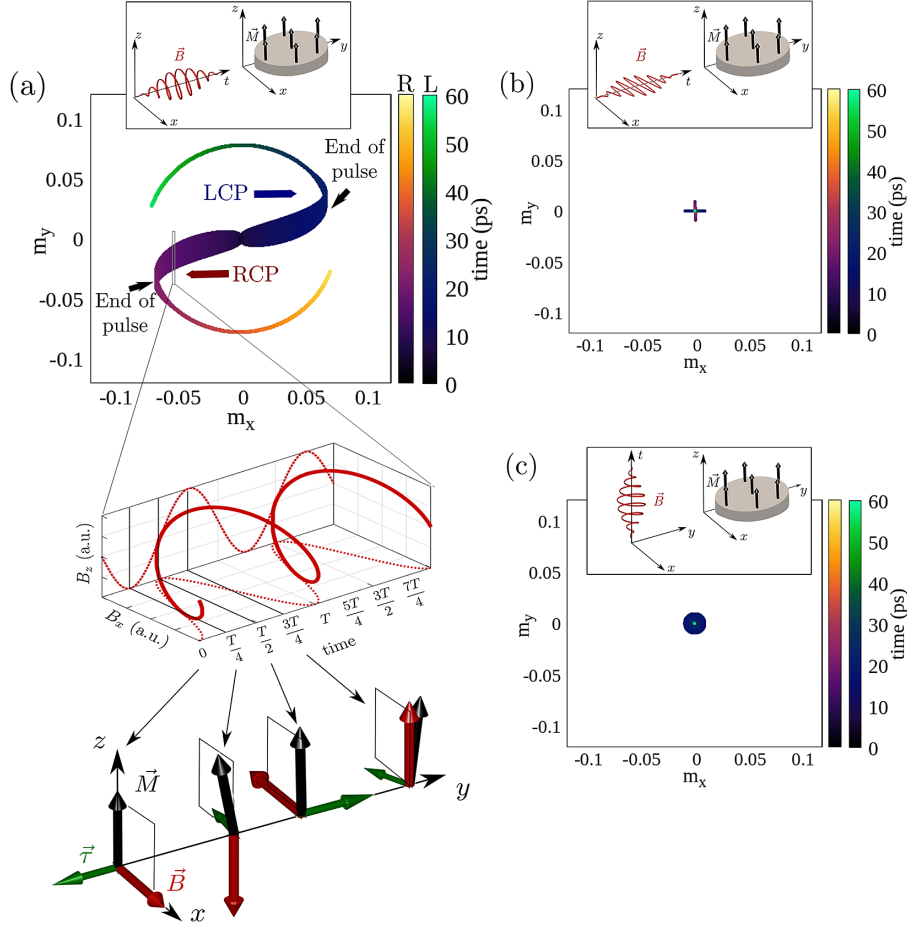 (a)
z
B⃗
t
x
z
M⃗
y
x
R L
0.1
0.05
0
-0.05
-0.1
m_y
-0.1 -0.05 0 0.05 0.1
m_x
LCP
RCP
End of
pulse
End of
pulse
60
50
40
30
20
10
0
time (ps)
B_z (a.u.)
B_x (a.u.)
0 T/4 T/2 3T/4 T 5T/4 3T/2 7T/4
time
z
M⃗
τ⃗
B⃗
x
y
(b)
z
B⃗
t
x
z
M⃗
y
x
0.1
0.05
0
-0.05
-0.1
m_y
-0.1 -0.05 0 0.05 0.1
m_x
60
50
40
30
20
10
0
time (ps)
(c)
t
B⃗
y
x
z
M⃗
y
x
0.1
0.05
0
-0.05
-0.1
m_y
-0.1 -0.05 0 0.05 0.1
m_x
60
50
40
30
20
10
0
time (ps)